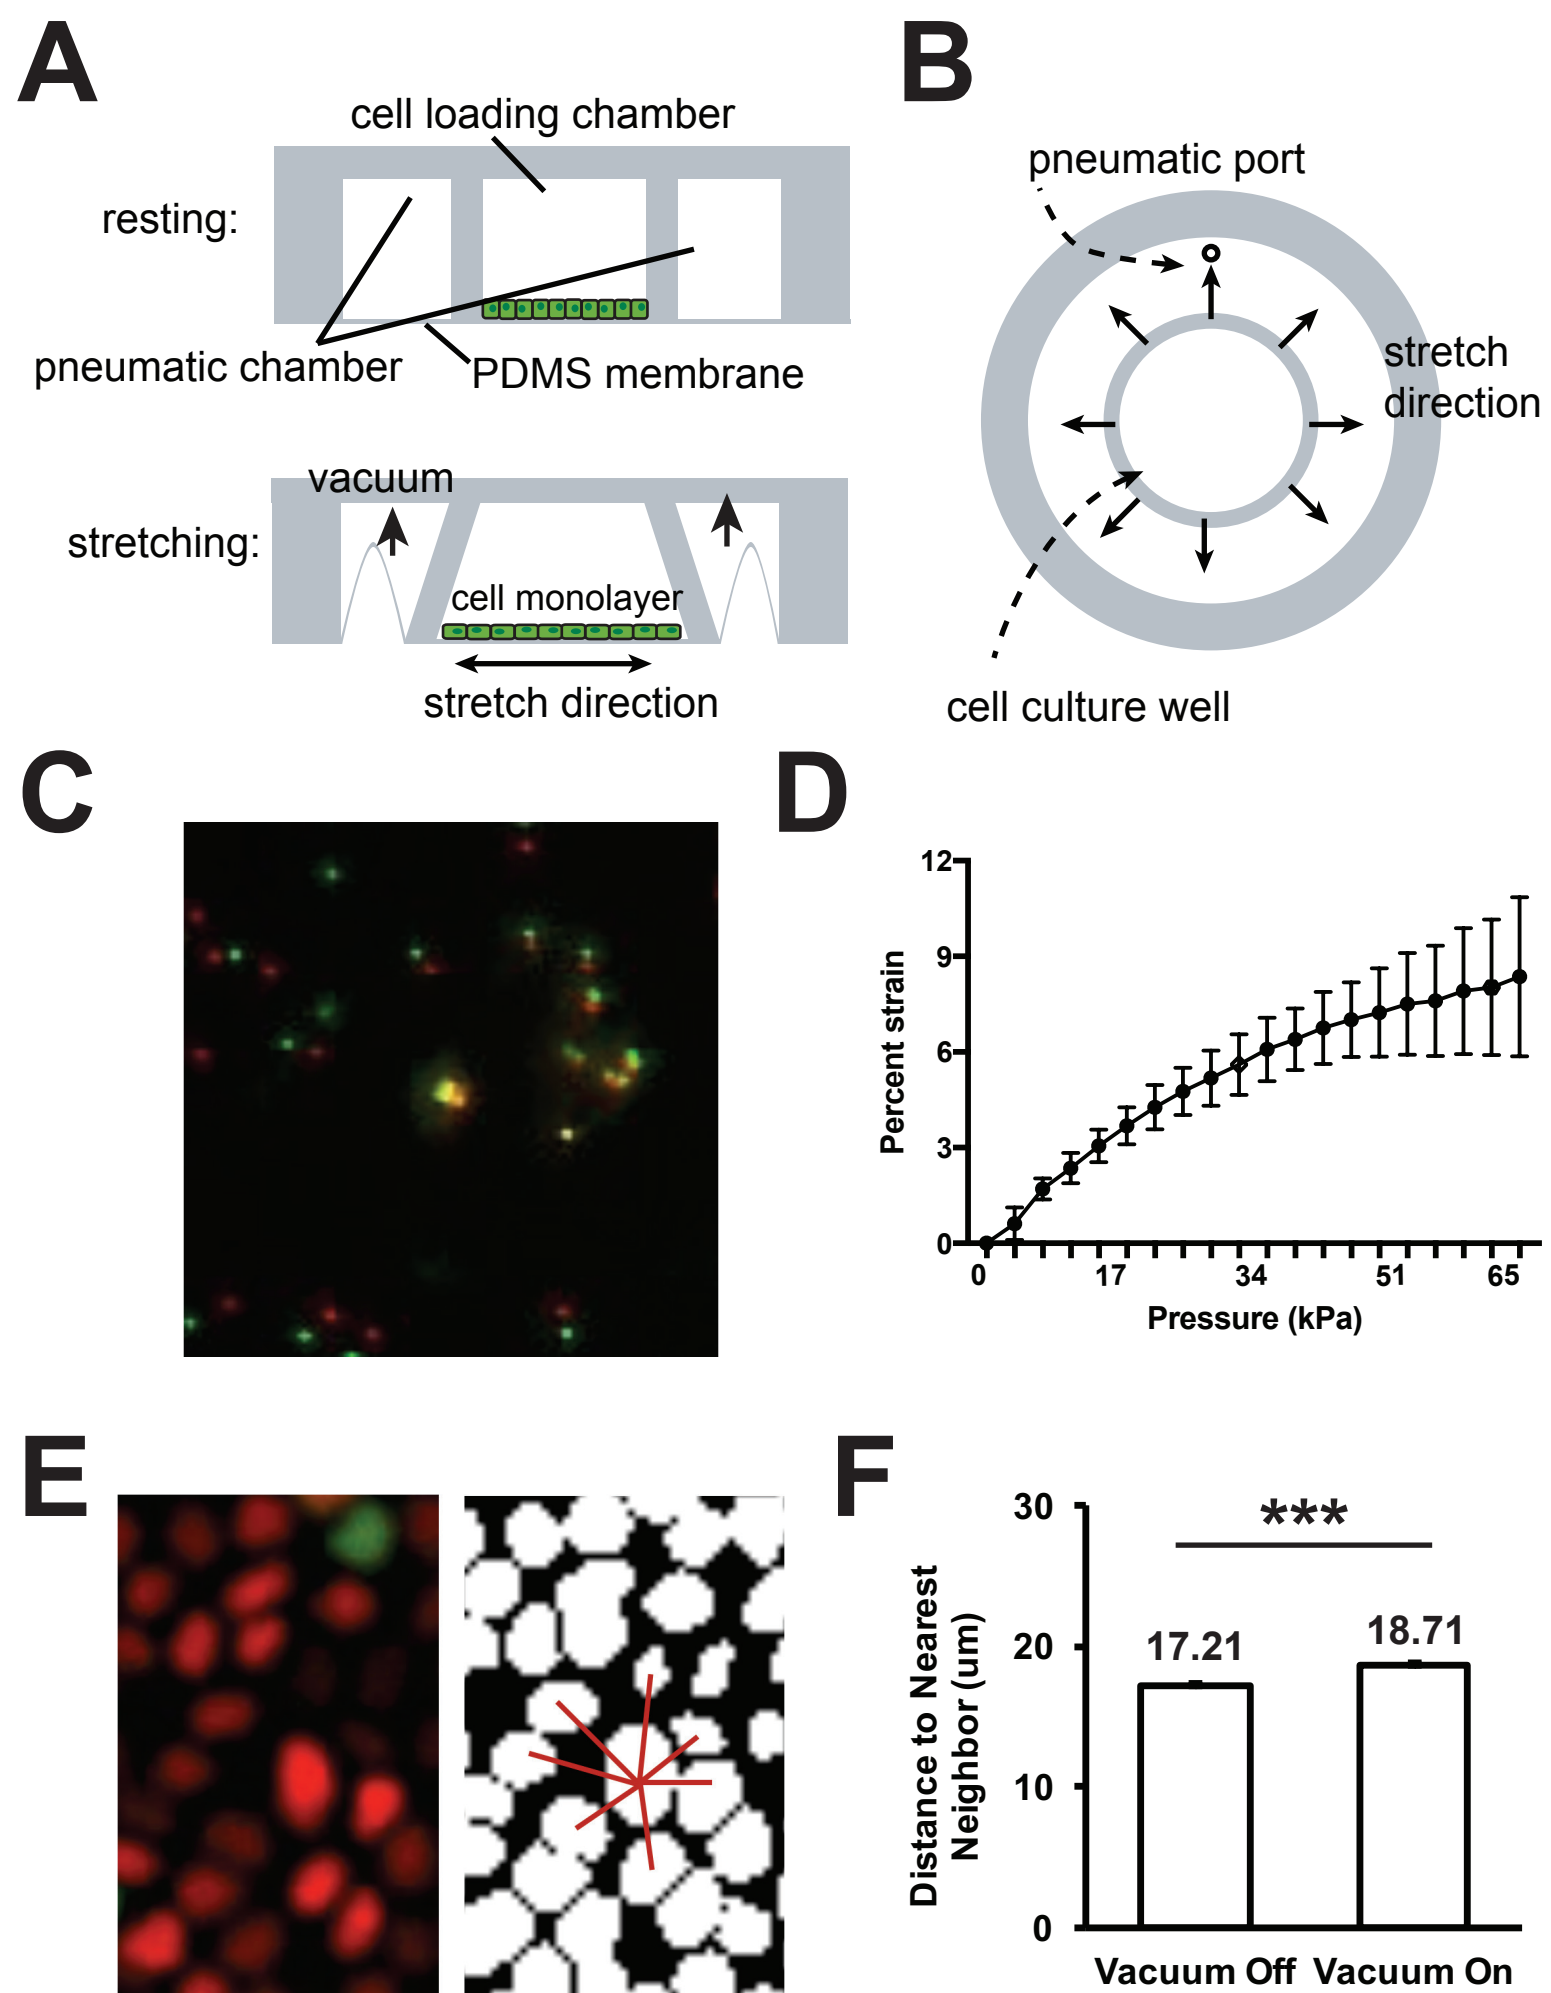 A
cell loading chamber
resting:
pneumatic chamber
PDMS membrane
vacuum
stretching:
cell monolayer
stretch direction
B
pneumatic port
stretch
direction
cell culture well
C
D
12
9
6
3
0
Percent strain
0 17 34 51 65
Pressure (kPa)
E
F
30
20
10
0
Distance to Nearest
Neighbor (um)
***
17.21
18.71
Vacuum Off Vacuum On